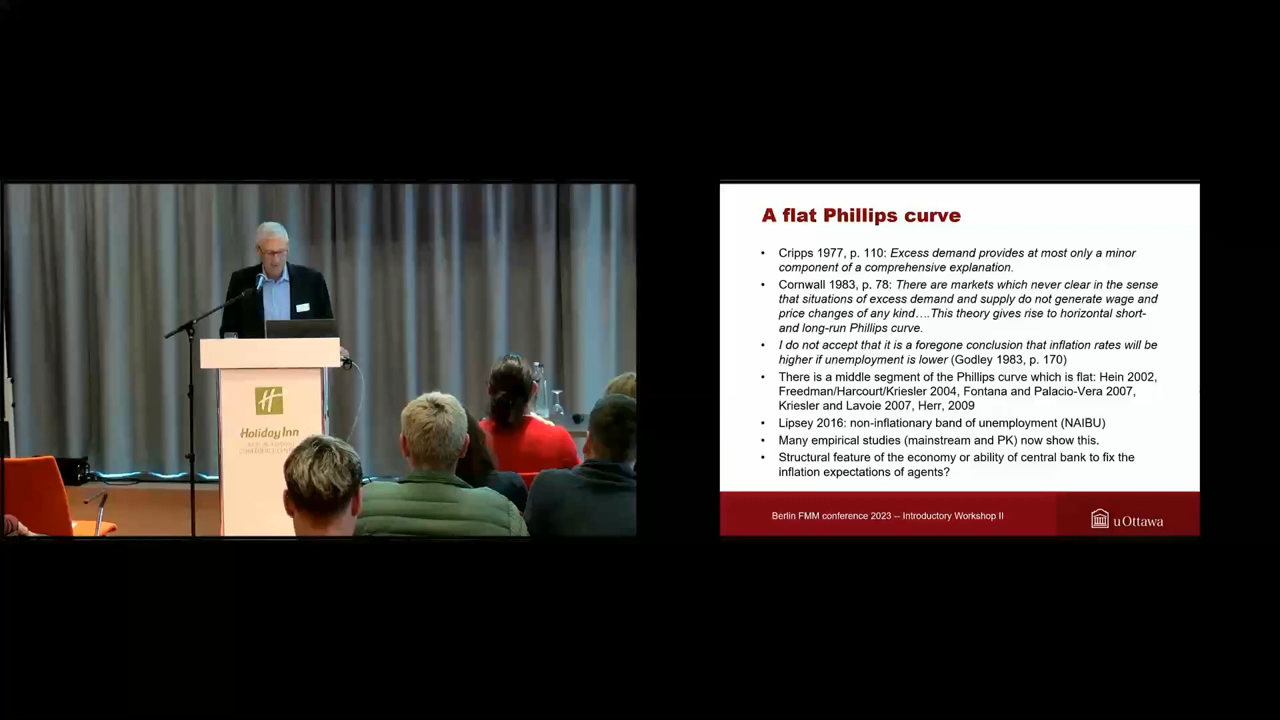 Holiday Inn
A flat Phillips curve
• Cripps 1977, p. 110: Excess demand provides at most only a minor
component of a comprehensive explanation.
• Cornwall 1983, p. 78: There are markets which never clear in the sense
that situations of excess demand and supply do not generate wage and
price changes of any kind….This theory gives rise to horizontal short-
and long-run Phillips curve.
• I do not accept that it is a foregone conclusion that inflation rates will be
higher if unemployment is lower (Godley 1983, p. 170)
• There is a middle segment of the Phillips curve which is flat: Hein 2002,
Freedman/Harcourt/Kriesler 2004, Fontana and Palacio-Vera 2007,
Kriesler and Lavoie 2007, Herr, 2009
• Lipsey 2016: non-inflationary band of unemployment (NAIBU)
• Many empirical studies (mainstream and PK) now show this.
• Structural feature of the economy or ability of central bank to fix the
inflation expectations of agents?
Berlin FMM conference 2023 -- Introductory Workshop II
uOttawa